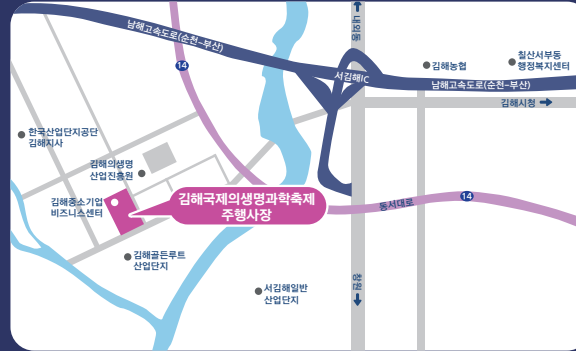 내외동
남해고속도로(순천~부산)
14
서김해IC
김해농협
칠산서부동
행정복지센터
남해고속도로(순천~부산)
김해시청
한국산업단지공단
김해지사
김해의생명
산업진흥원
김해중소기업
비즈니스센터
김해국제의생명과학축제
주행사장
동서대로
14
김해골든루트
산업단지
서김해일반
산업단지
창원